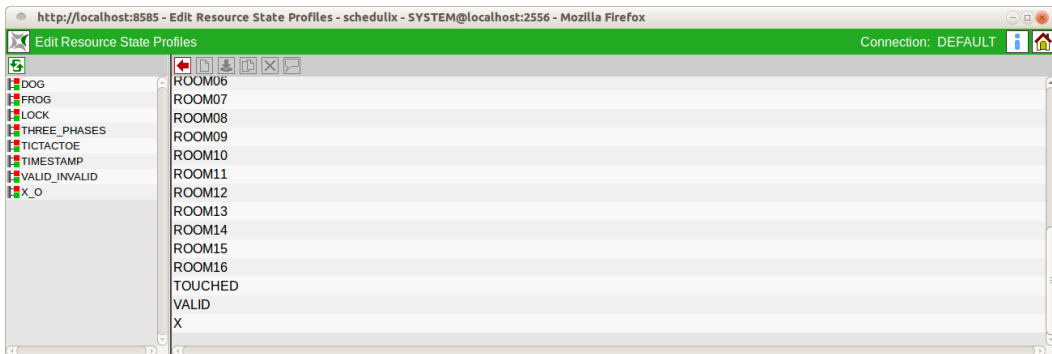 http://localhost:8585 - Edit Resource State Profiles - schedulix - SYSTEM@localhost:2556 - Mozilla Firefox
Edit Resource State Profiles
Connection: DEFAULT
DOG
FROG
LOCK
THREE_PHASES
TICTACTOE
TIMESTAMP
VALID_INVALID
X_O
ROOM06
ROOM07
ROOM08
ROOM09
ROOM10
ROOM11
ROOM12
ROOM13
ROOM14
ROOM15
ROOM16
TOUCHED
VALID
X